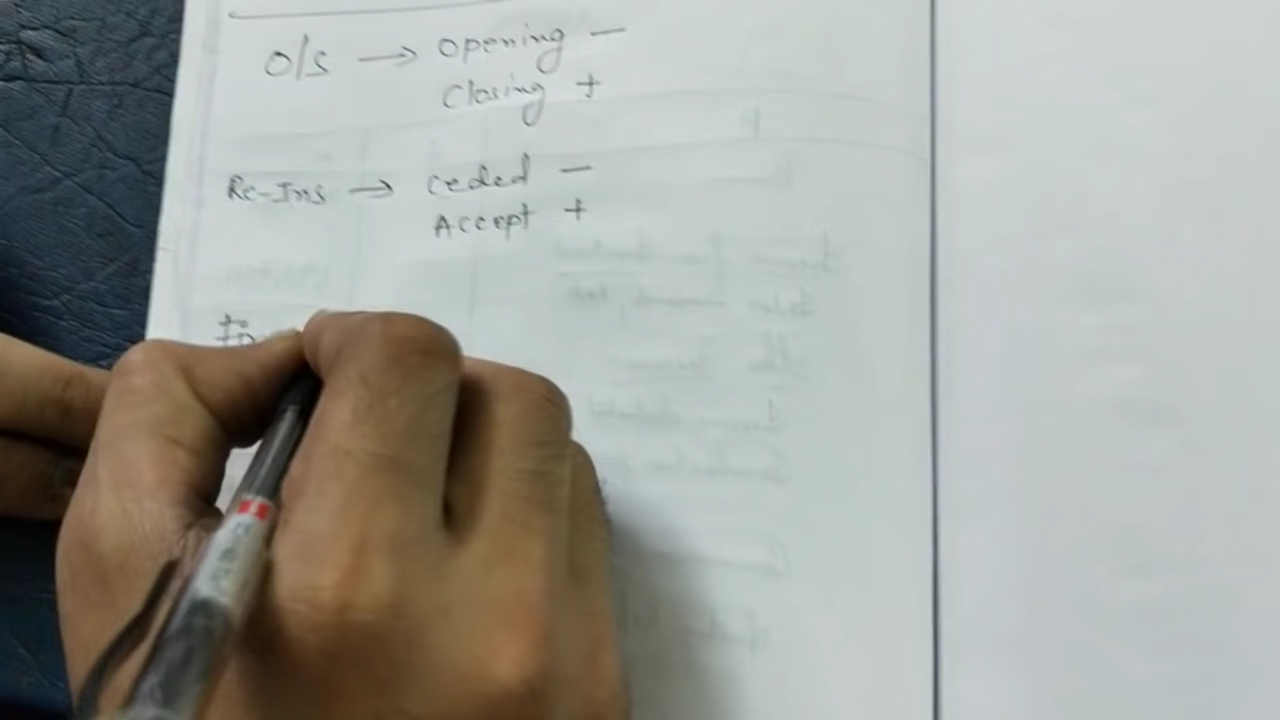 O/S → Opening −
Closing +
Re-Ins → ceded −
Accept +